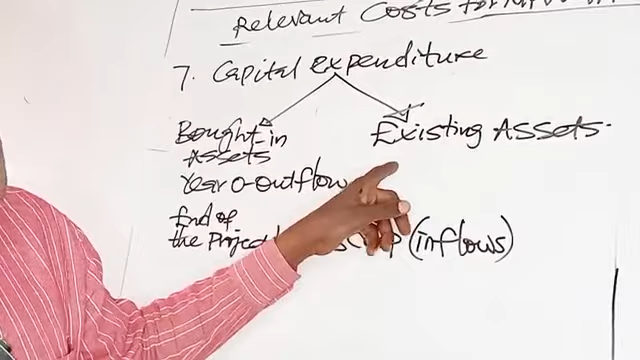 Relevant Costs for
7. Capital Expenditure
Bought-in
Assets
Existing Assets.
Year 0-Outflow
End of
the Project
(inflows)